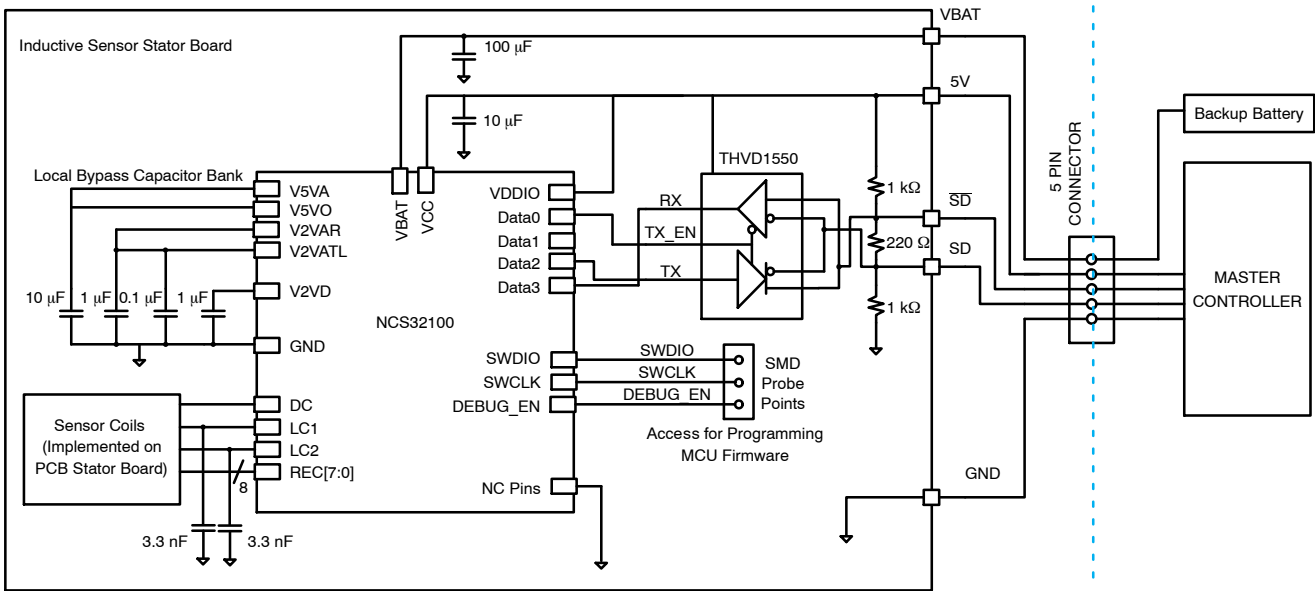 VBAT
Inductive Sensor Stator Board
100 μF
5V
10 μF
Backup Battery
5 PIN
CONNECTOR
THVD1550
Local Bypass Capacitor Bank
V5VA
V5VO
V2VAR
V2VATL
V2VD
GND
VBAT
VCC
VDDIO
Data0
Data1
Data2
Data3
RX
TX_EN
TX
1 kΩ
SD
220 Ω
SD
1 kΩ
MASTER
CONTROLLER
10 μF
1 μF
0.1 μF
1 μF
NCS32100
SWDIO
SWCLK
DEBUG_EN
SWDIO
SWCLK
DEBUG_EN
SMD
Probe
Points
Access for Programming
MCU Firmware
Sensor Coils
(Implemented on
PCB Stator Board)
DC
LC1
LC2
REC[7:0]
8
NC Pins
GND
3.3 nF
3.3 nF